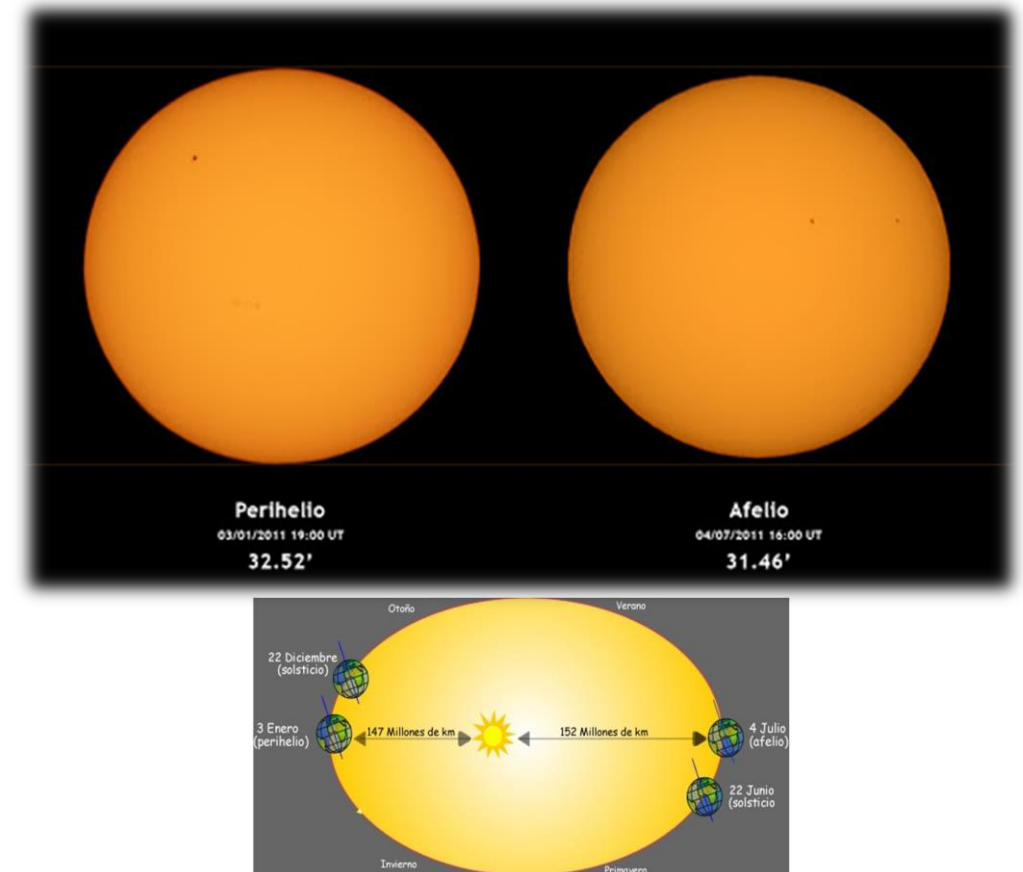 Perihelio
03/01/2011 19:00 UT
32.52’
Afelio
04/07/2011 16:00 UT
31.46’
Otoño
Verano
22 Diciembre
(solsticio)
3 Enero
(perihelio)
147 Millones de km
152 Millones de km
4 Julio
(afelio)
22 Junio
(solsticio
Invierno
Primavera